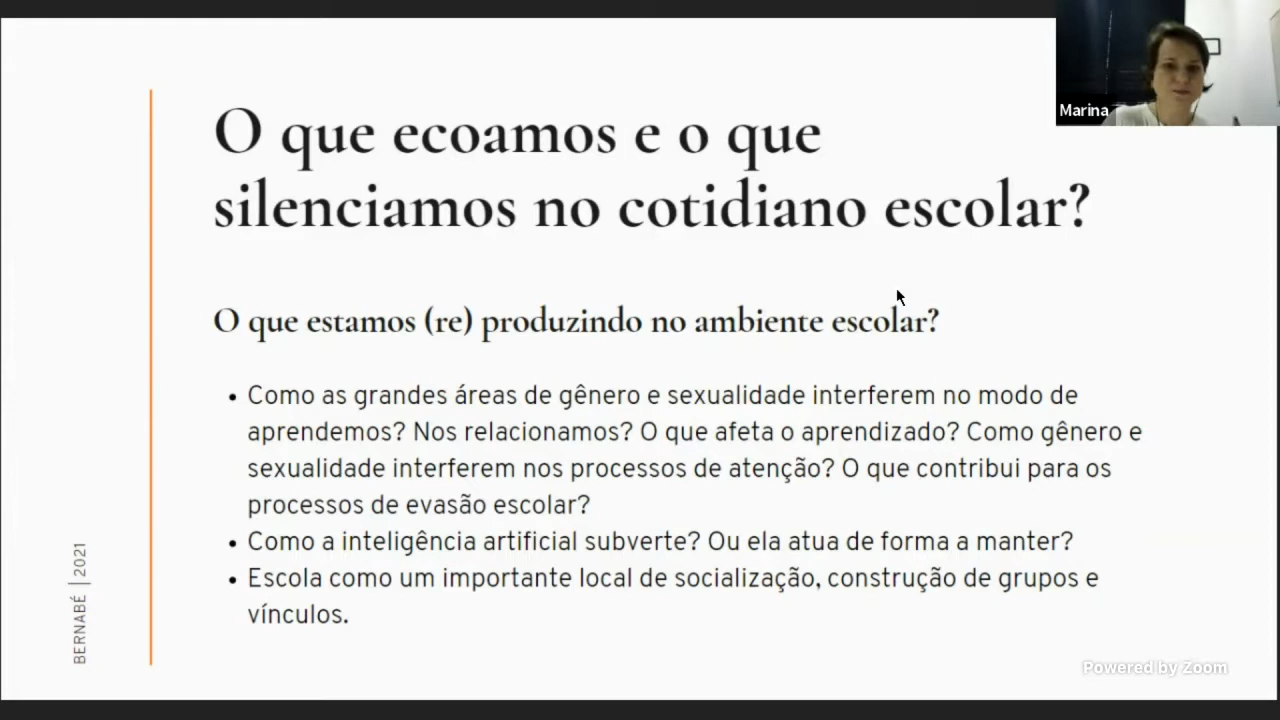 Marina
O que ecoamos e o que
silenciamos no cotidiano escolar?
O que estamos (re) produzindo no ambiente escolar?
• Como as grandes áreas de gênero e sexualidade interferem no modo de
aprendemos? Nos relacionamos? O que afeta o aprendizado? Como gênero e
sexualidade interferem nos processos de atenção? O que contribui para os
processos de evasão escolar?
• Como a inteligência artificial subverte? Ou ela atua de forma a manter?
• Escola como um importante local de socialização, construção de grupos e
vínculos.
BERNABÉ | 2021
Powered by Zoom